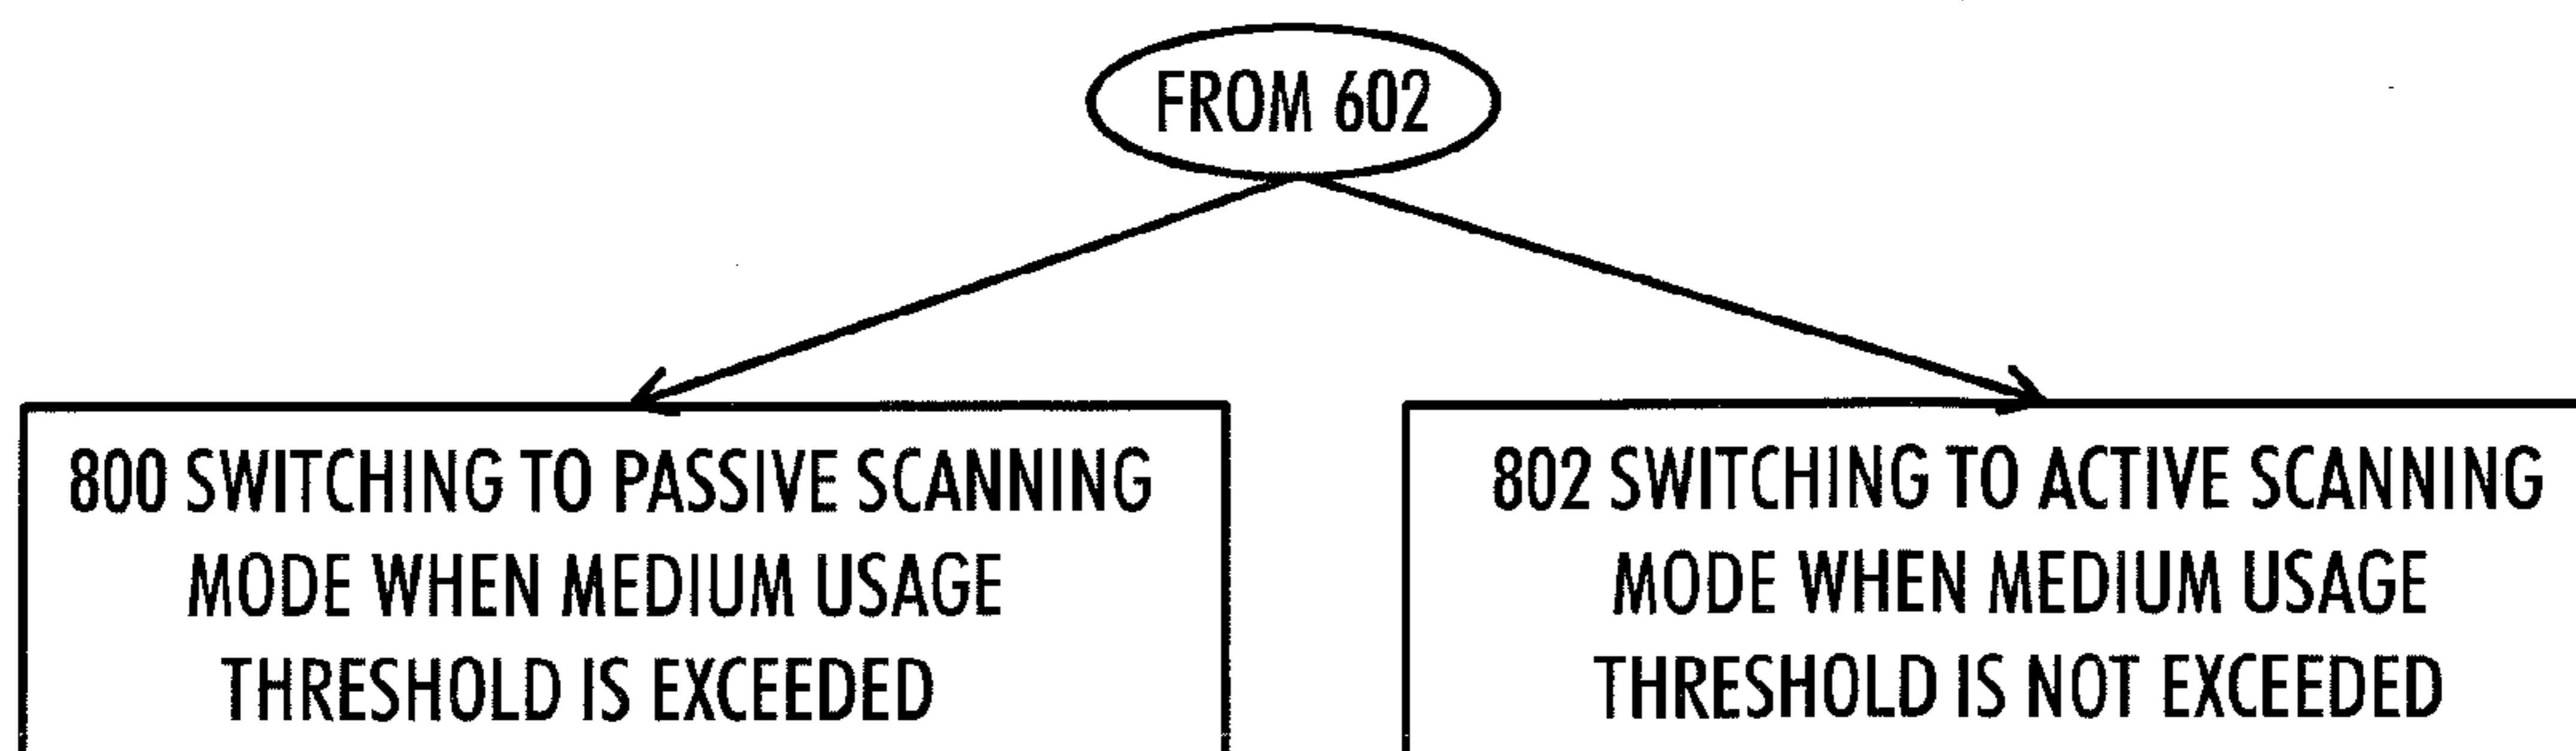 FROM 602
800 SWITCHING TO PASSIVE SCANNING
MODE WHEN MEDIUM USAGE
THRESHOLD IS EXCEEDED
802 SWITCHING TO ACTIVE SCANNING
MODE WHEN MEDIUM USAGE
THRESHOLD IS NOT EXCEEDED